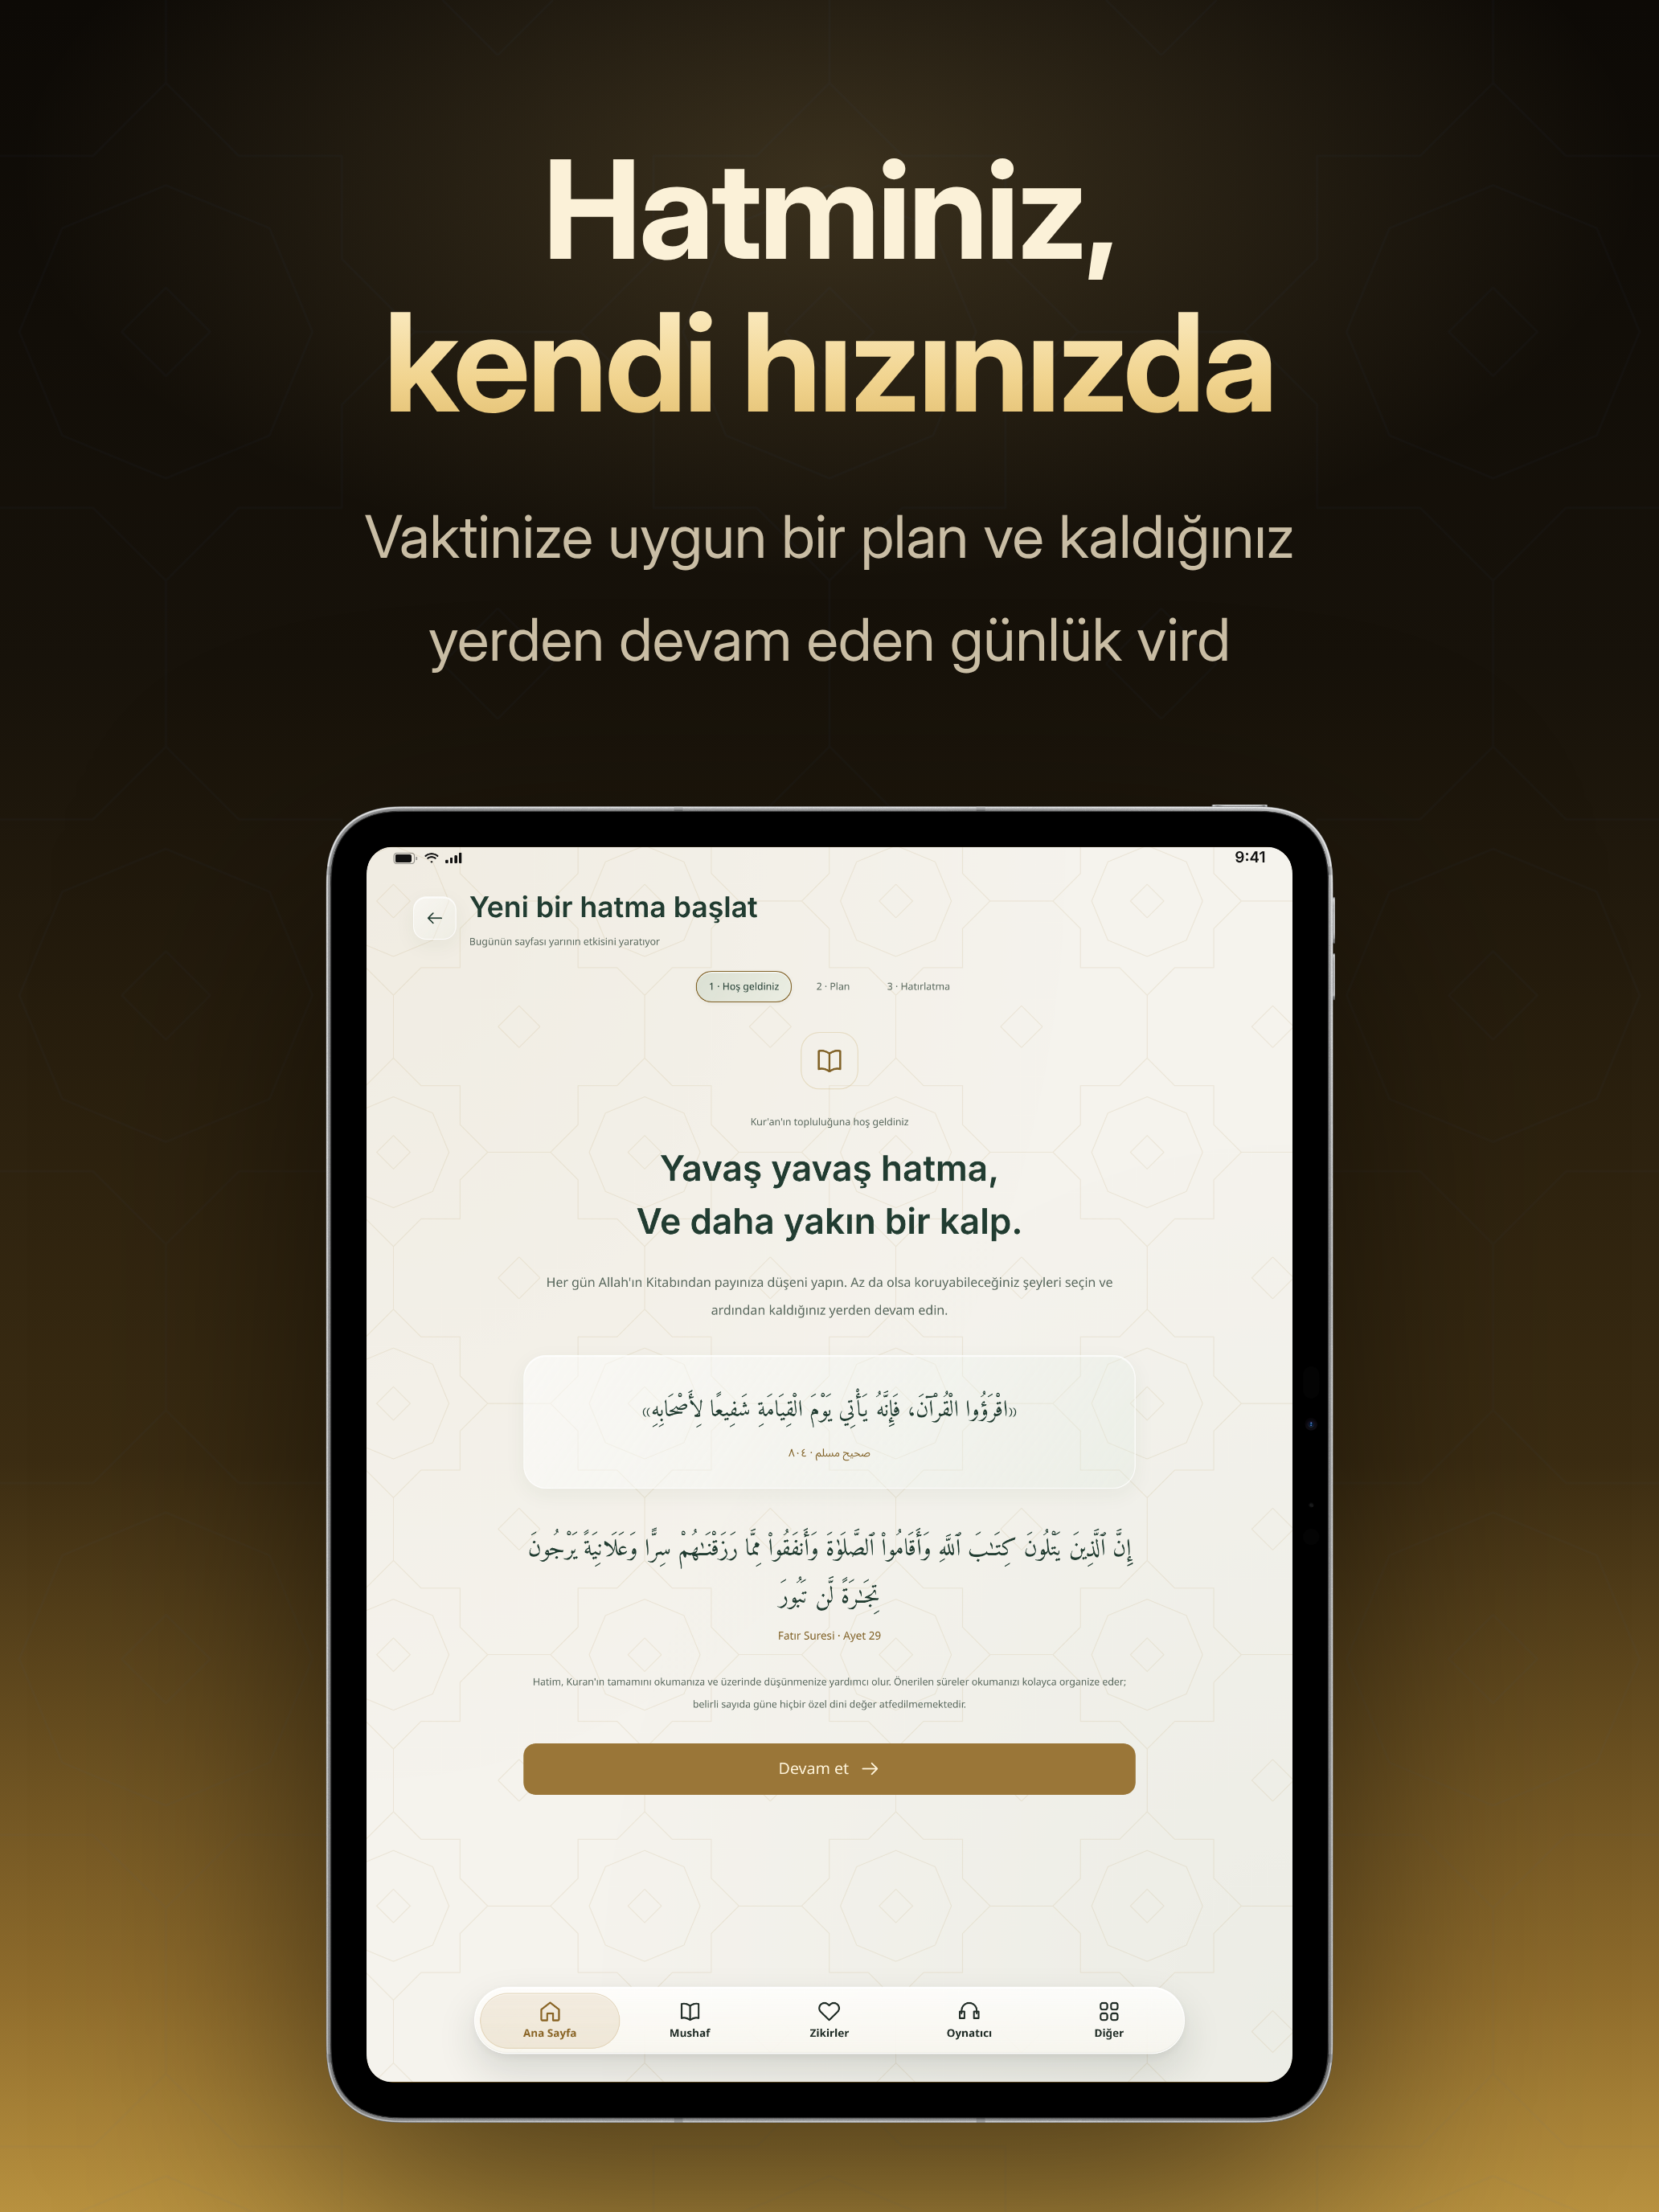 Hatminiz,
kendi hızınızda
Vaktinize uygun bir plan ve kaldığınız
yerden devam eden günlük vird
9:41
Yeni bir hatma başlat
Bugünün sayfası yarının etkisini yaratıyor
1 · Hoş geldiniz
2 · Plan
3 · Hatırlatma
Kur'an'ın topluluğuna hoş geldiniz
Yavaş yavaş hatma,
Ve daha yakın bir kalp.
Her gün Allah'ın Kitabından payınıza düşeni yapın. Az da olsa koruyabileceğiniz şeyleri seçin ve
ardından kaldığınız yerden devam edin.
«اقْرَؤُوا الْقُرْآنَ، فَإِنَّهُ يَأْتِي يَوْمَ الْقِيَامَةِ شَفِيعًا لِأَصْحَابِهِ»
صحيح مسلم · ٨٠٤
إِنَّ ٱلَّذِينَ يَتْلُونَ كِتَـٰبَ ٱللَّهِ وَأَقَامُوا۟ ٱلصَّلَوٰةَ وَأَنفَقُوا۟ مِمَّا رَزَقْنَـٰهُمْ سِرًّا وَعَلَانِيَةً يَرْجُونَ
تِجَـٰرَةً لَّن تَبُورَ
Fatır Suresi · Ayet 29
Hatim, Kuran'ın tamamını okumanıza ve üzerinde düşünmenize yardımcı olur. Önerilen süreler okumanızı kolayca organize eder;
belirli sayıda güne hiçbir özel dini değer atfedilmemektedir.
Devam et
Ana Sayfa
Mushaf
Zikirler
Oynatıcı
Diğer